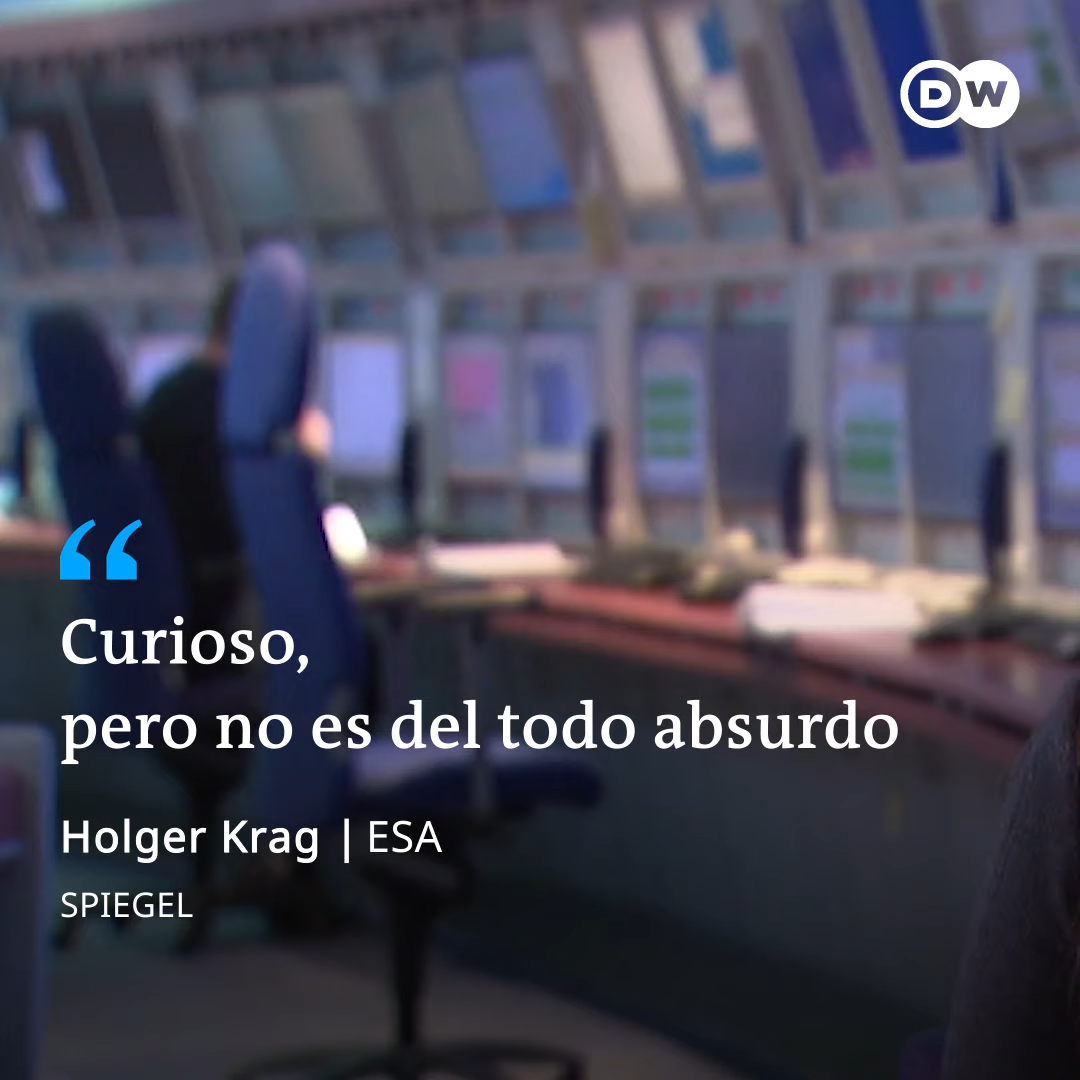 DW
“
Curioso,
pero no es del todo absurdo
Holger Krag | ESA
SPIEGEL